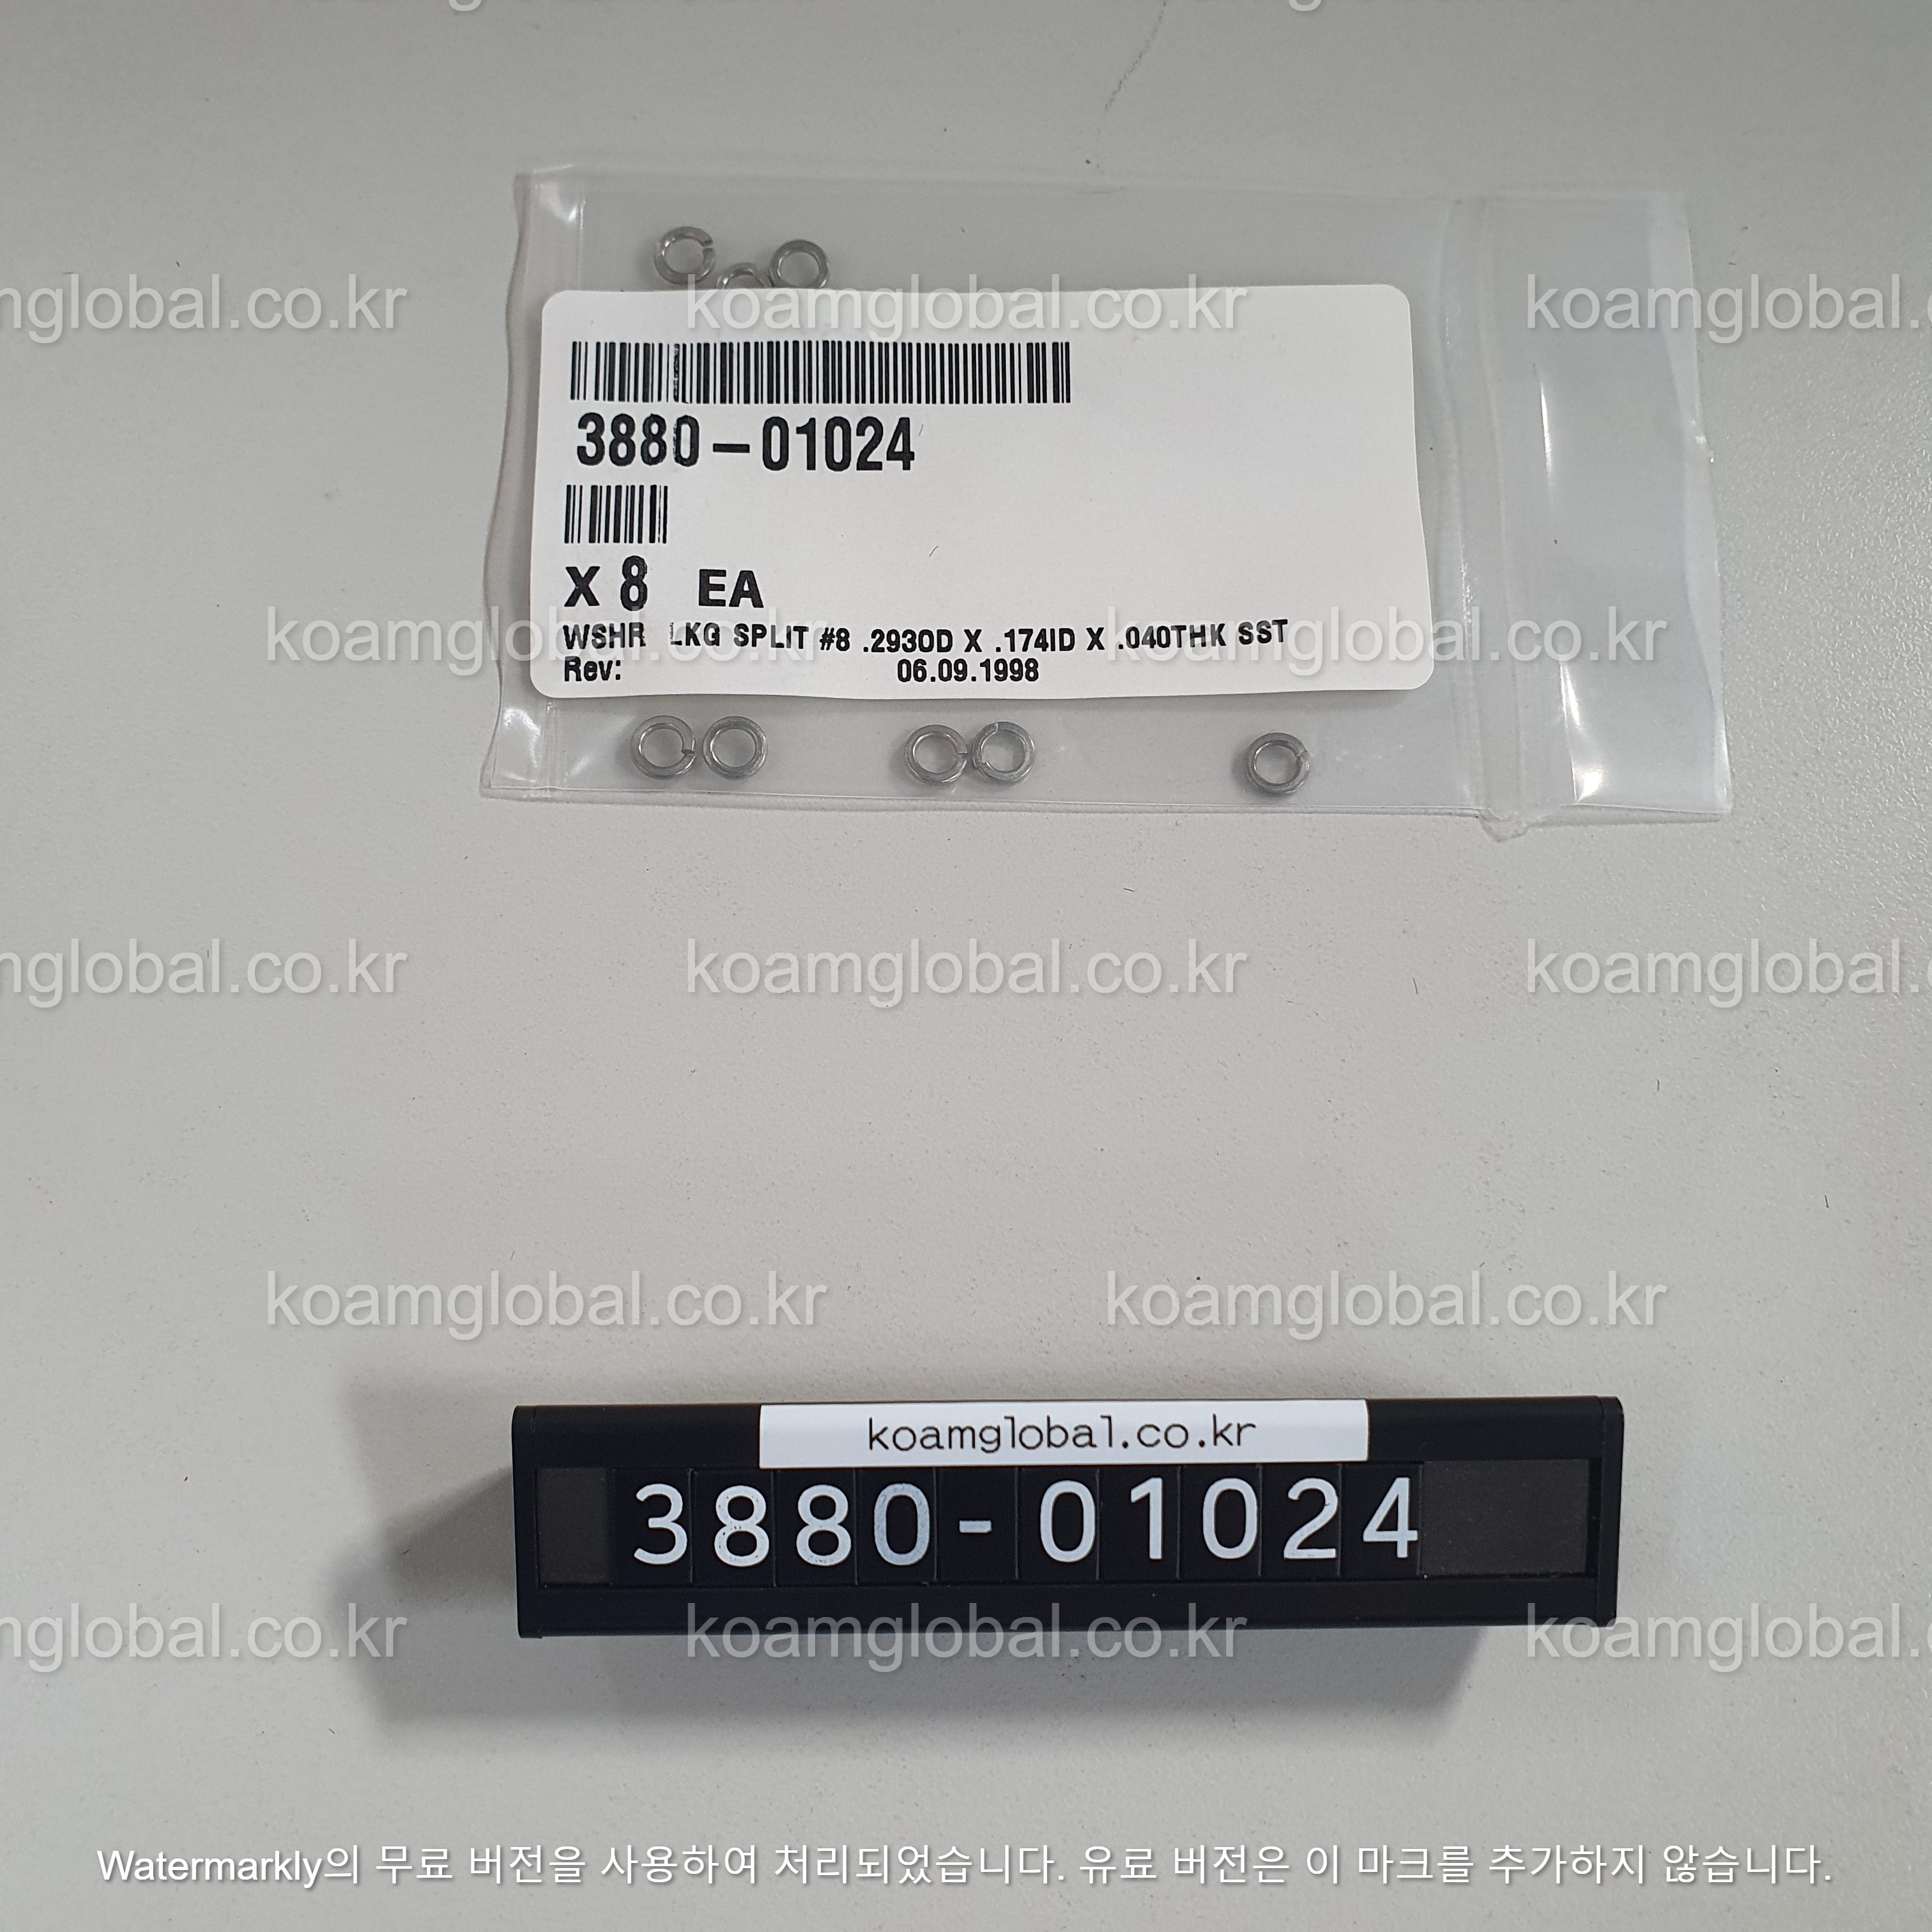 3880-01024
X 8 EA
WSHR LKG SPLIT #8 .293OD X .174ID X .040THK SST
Rev: 06.09.1998
koamglobal.co.kr
3880-01024
koamglobal.co.kr
Watermarkly의 무료 버전을 사용하여 처리되었습니다. 유료 버전은 이 마크를 추가하지 않습니다.